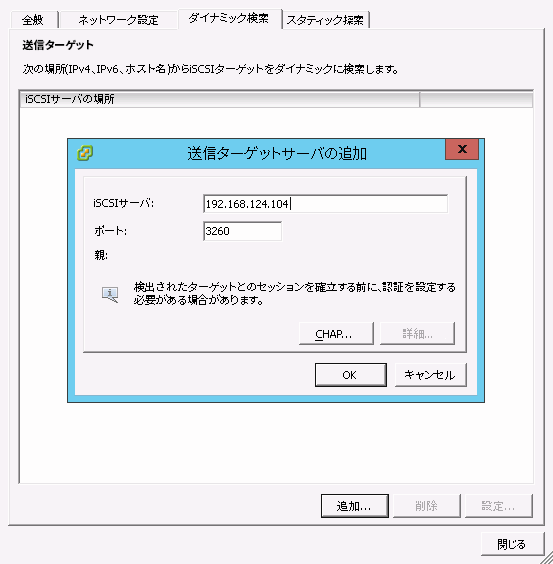 全般
ネットワーク設定
ダイナミック検索
スタティック探索
送信ターゲット
次の場所(IPv4、IPv6、ホスト名)からiSCSIターゲットをダイナミックに検索します。
iSCSIサーバの場所
送信ターゲットサーバの追加
X
iSCSIサーバ:
192.168.124.104
ポート:
3260
親:
検出されたターゲットとのセッションを確立する前に、認証を設定する
必要がある場合があります。
CHAP...
詳細...
OK
キャンセル
追加...
削除
設定...
閉じる